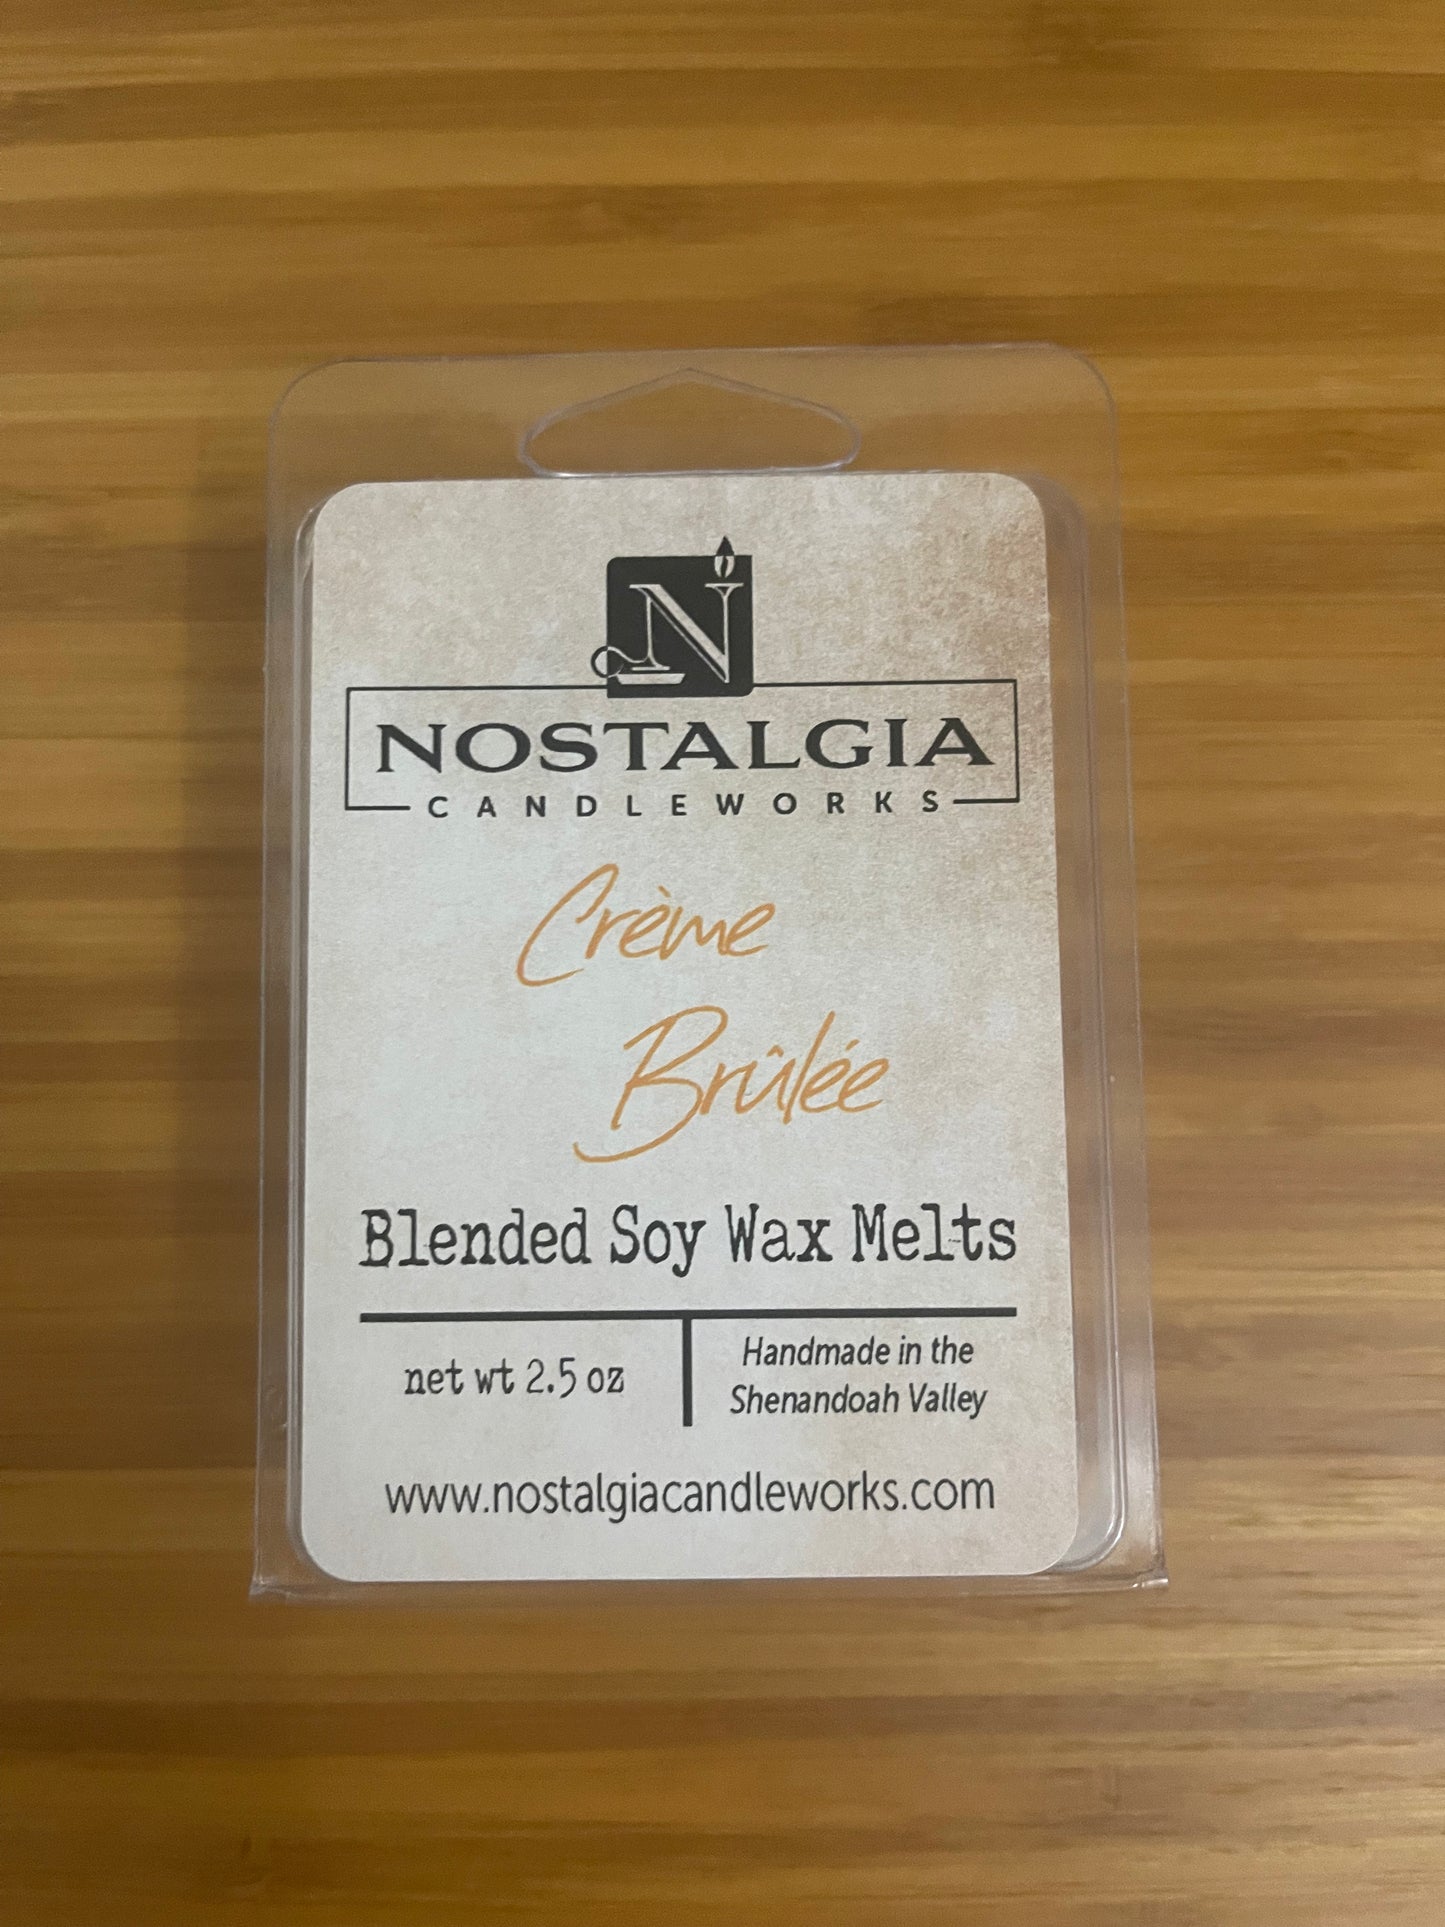 N
NOSTALGIA
CANDLEWORKS
Crème
Brûlée
Blended Soy Wax Melts
net wt 2.5 oz
Handmade in the
Shenandoah Valley
www.nostalgiacandleworks.com